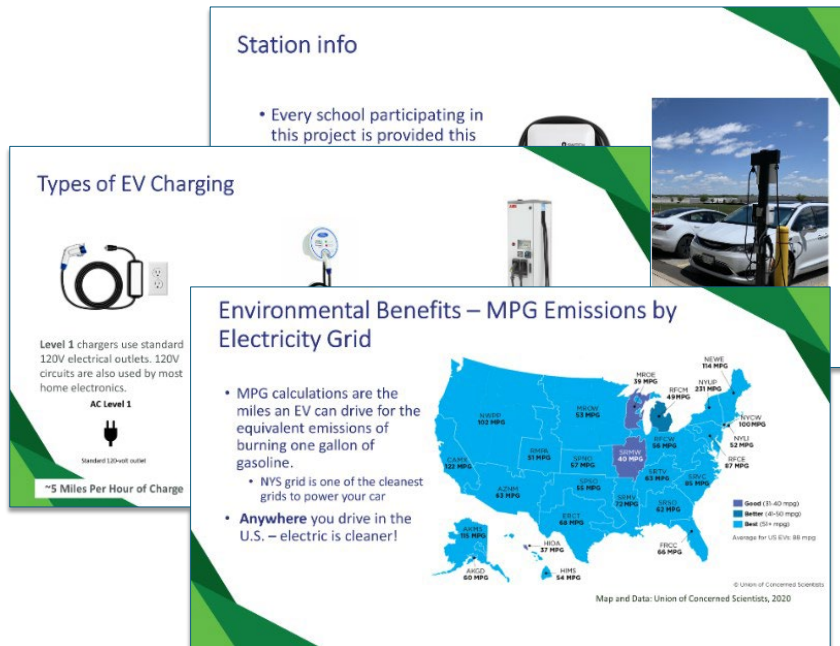 Station info
• Every school participating in
this project is provided this
Types of EV Charging
Level 1 chargers use standard
120V electrical outlets. 120V
circuits are also used by most
home electronics.
AC Level 1
Standard 120-volt outlet
~5 Miles Per Hour of Charge
Environmental Benefits – MPG Emissions by
Electricity Grid
• MPG calculations are the
miles an EV can drive for the
equivalent emissions of
burning one gallon of
gasoline.
• NYS grid is one of the cleanest
grids to power your car
• Anywhere you drive in the
U.S. – electric is cleaner!
NEWE
114 MPG
MROE
39 MPG
RFCM
49 MPG
NYUP
231 MPG
NWPP
102 MPG
MROW
53 MPG
NYCW
100 MPG
NYLI
52 MPG
RFCW
56 MPG
RFCE
87 MPG
CAMX
122 MPG
RMPA
51 MPG
SPNO
57 MPG
SRMW
40 MPG
SRTV
63 MPG
SRVC
85 MPG
AZNM
63 MPG
SPSO
55 MPG
SRMV
72 MPG
SRSO
62 MPG
ERCT
68 MPG
FRCC
66 MPG
AKMS
115 MPG
AKGD
60 MPG
HIOA
37 MPG
HIMS
54 MPG
Good (31-40 mpg)
Better (41-50 mpg)
Best (51+ mpg)
Average for US EVs: 88 mpg
© Union of Concerned Scientists
Map and Data: Union of Concerned Scientists, 2020